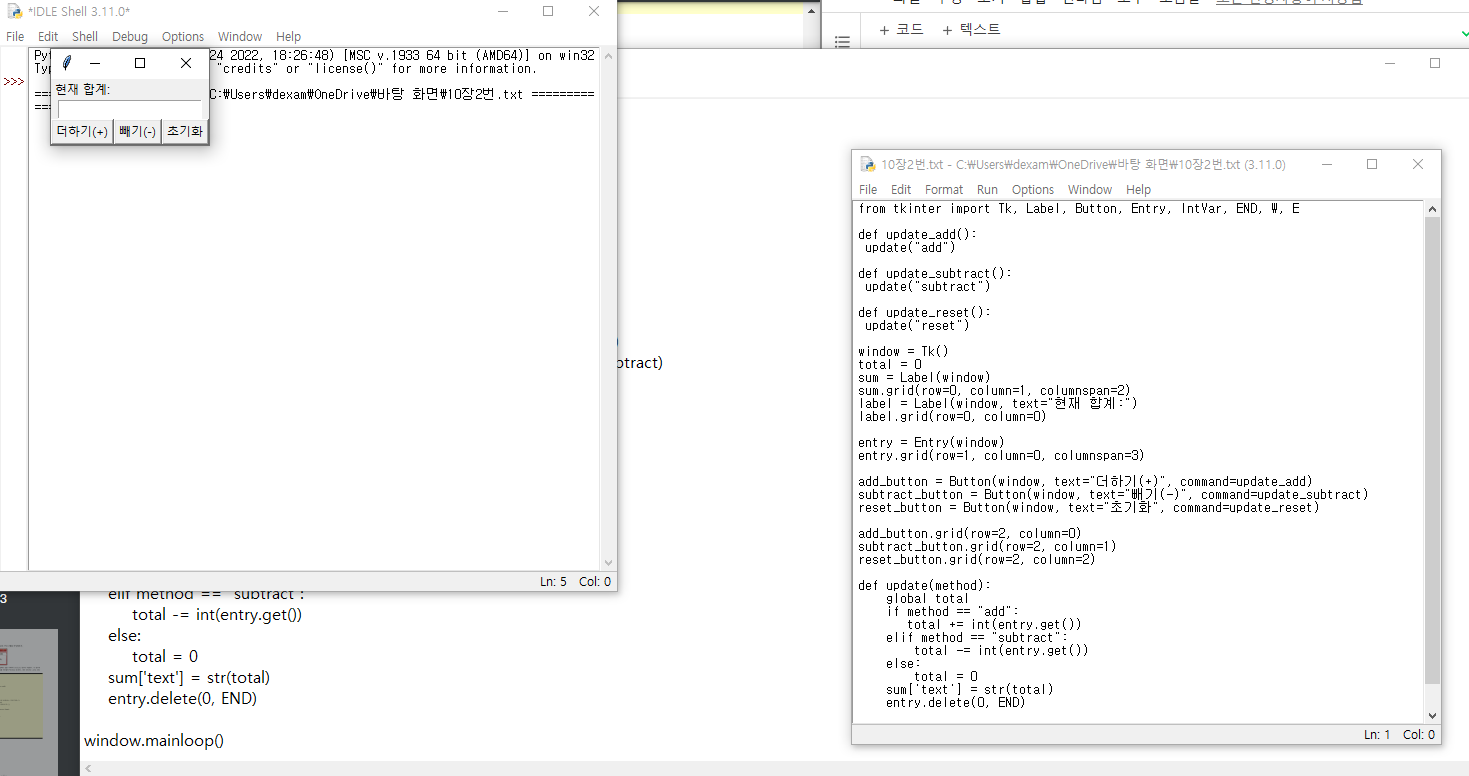 *IDLE Shell 3.11.0*
File Edit Shell Debug Options Window Help
24 2022, 18:26:48) [MSC v.1933 64 bit (AMD64)] on win32
"credits" or "license()" for more information.
>>>
C:\Users\dexam\OneDrive\바탕 화면\10장2번.txt =========
현재 합계:
더하기(+) 빼기(-) 초기화
Ln: 5 Col: 0
+ 코드 + 텍스트
btract)
3
elif method == "subtract":
total -= int(entry.get())
else:
total = 0
sum['text'] = str(total)
entry.delete(0, END)
window.mainloop()
10장2번.txt - C:\Users\dexam\OneDrive\바탕 화면\10장2번.txt (3.11.0)
File Edit Format Run Options Window Help
from tkinter import Tk, Label, Button, Entry, IntVar, END, W, E
def update_add():
update("add")
def update_subtract():
update("subtract")
def update_reset():
update("reset")
window = Tk()
total = 0
sum = Label(window)
sum.grid(row=0, column=1, columnspan=2)
label = Label(window, text="현재 합계:")
label.grid(row=0, column=0)
entry = Entry(window)
entry.grid(row=1, column=0, columnspan=3)
add_button = Button(window, text="더하기(+)", command=update_add)
subtract_button = Button(window, text="빼기(-)", command=update_subtract)
reset_button = Button(window, text="초기화", command=update_reset)
add_button.grid(row=2, column=0)
subtract_button.grid(row=2, column=1)
reset_button.grid(row=2, column=2)
def update(method):
global total
if method == "add":
total += int(entry.get())
elif method == "subtract":
total -= int(entry.get())
else:
total = 0
sum['text'] = str(total)
entry.delete(0, END)
Ln: 1 Col: 0